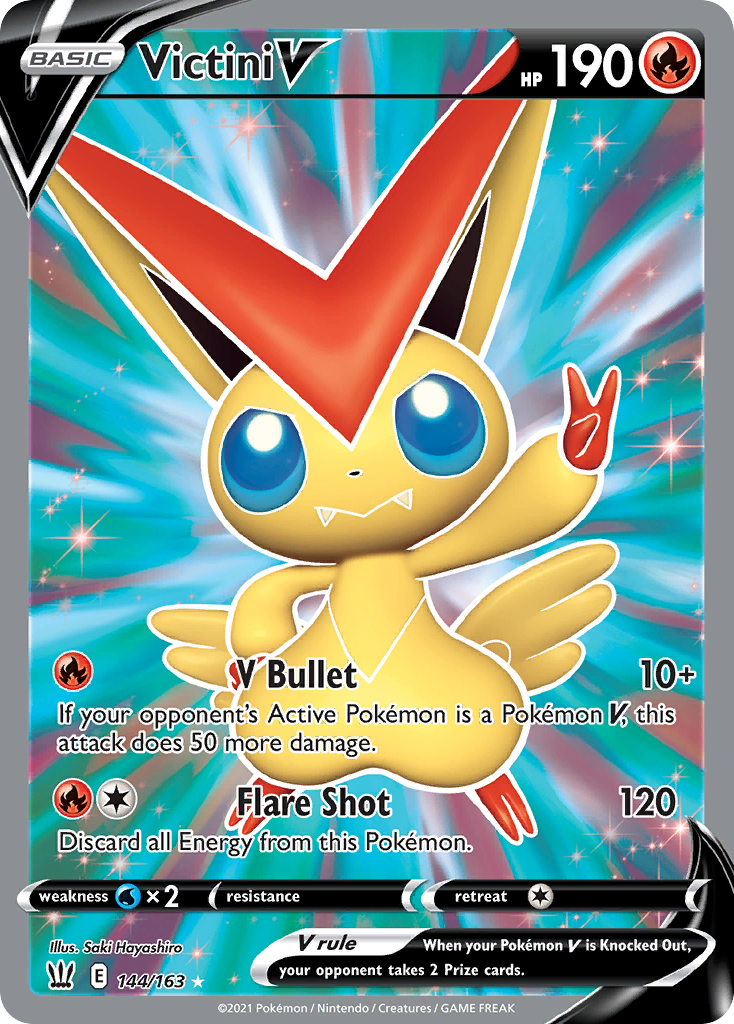 BASIC Victini V HP 190
V Bullet 10+
If your opponent's Active Pokémon is a Pokémon V, this
attack does 50 more damage.
Flare Shot 120
Discard all Energy from this Pokémon.
weakness ×2 resistance retreat
Illus. Saki Hayashiro
V rule When your Pokémon V is Knocked Out,
your opponent takes 2 Prize cards.
E 144/163
©2021 Pokémon / Nintendo / Creatures / GAME FREAK